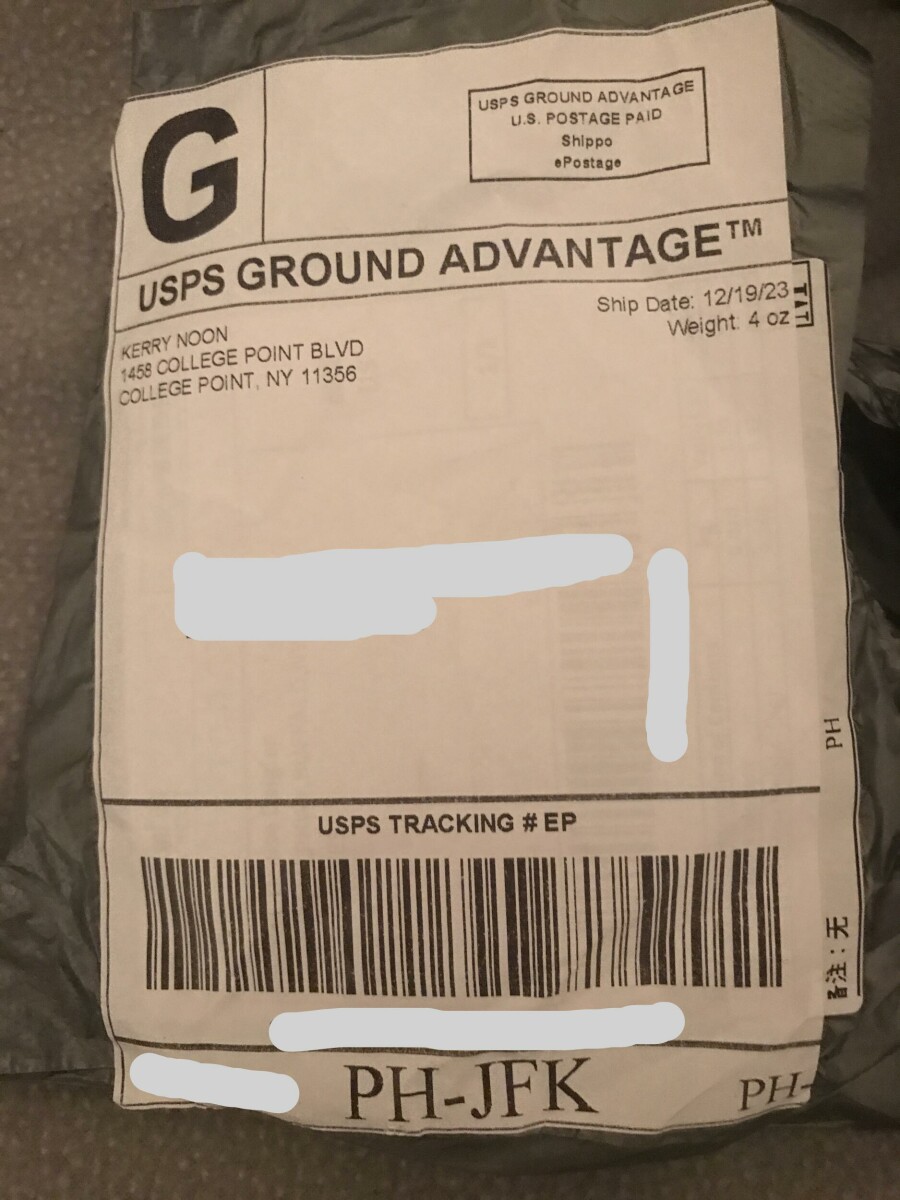 G
USPS GROUND ADVANTAGE
U.S. POSTAGE PAID
Shippo
ePostage
USPS GROUND ADVANTAGE™
Ship Date: 12/19/23
Weight: 4 oz
KERRY NOON
1458 COLLEGE POINT BLVD
COLLEGE POINT, NY 11356
USPS TRACKING # EP
PH-JFK
PH-
PH
备注：无